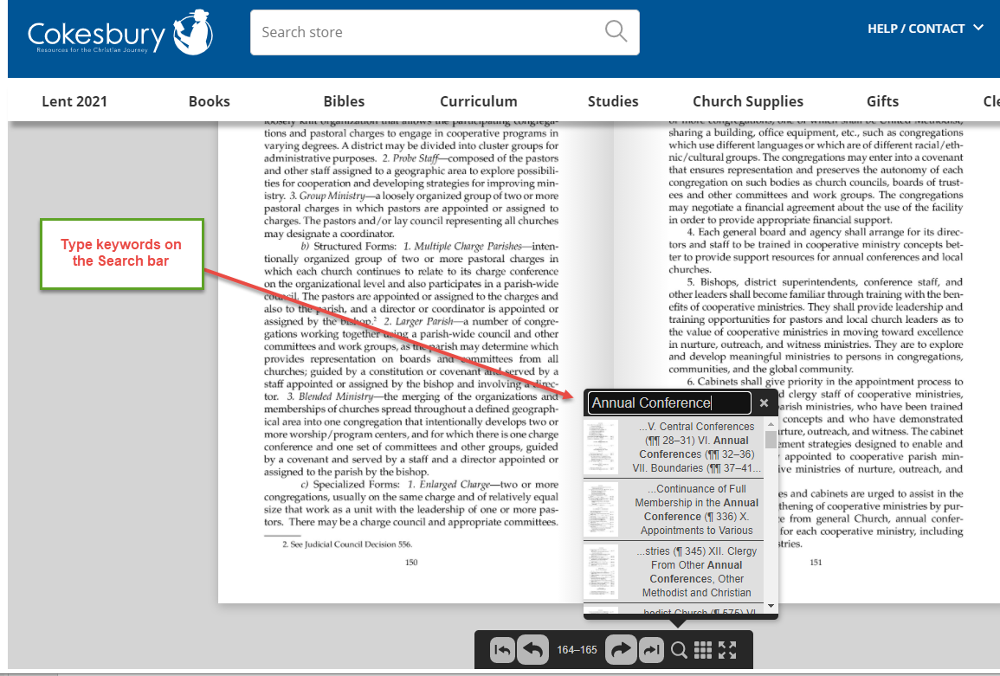 Cokesbury
Resources for the Christian Journey
Search store
HELP / CONTACT
Lent 2021
Books
Bibles
Curriculum
Studies
Church Supplies
Gifts
Cle
loosely knit organization that allows the participating congrega-
tions and pastoral charges to engage in cooperative programs in
varying degrees. A district may be divided into cluster groups for
administrative purposes. 2. Probe Staff—composed of the pastors
and other staff assigned to a geographic area to explore possibili-
ties for cooperation and developing strategies for improving min-
istry. 3. Group Ministry—a loosely organized group of two or more
pastoral charges in which pastors are appointed or assigned to
charges. The pastors and/or lay council representing all churches
may designate a coordinator.
b) Structured Forms: 1. Multiple Charge Parishes—inten-
tionally organized group of two or more pastoral charges in
which each church continues to relate to its charge conference
on the organizational level and also participates in a parish-wide
council. The pastors are appointed or assigned to the charges and
also to the parish, and a director or coordinator is appointed or
assigned by the bishop.2 2. Larger Parish—a number of congre-
gations working together using a parish-wide council and other
committees and work groups, as the parish may determine which
provides representation on boards and committees from all
churches; guided by a constitution or covenant and served by a
staff appointed or assigned by the bishop and involving a direc-
tor. 3. Blended Ministry—the merging of the organizations and
memberships of churches spread throughout a defined geograph-
ical area into one congregation that intentionally develops two or
more worship/program centers, and for which there is one charge
conference and one set of committees and other groups, guided
by a covenant and served by a staff and a director appointed or
assigned to the parish by the bishop.
c) Specialized Forms: 1. Enlarged Charge—two or more
congregations, usually on the same charge and of relatively equal
size that work as a unit with the leadership of one or more pas-
tors. There may be a charge council and appropriate committees.
2. See Judicial Council Decision 556.
150
or more congregations, one of which shall be United Methodist,
sharing a building, office equipment, etc., such as congregations
which use different languages or which are of different racial/eth-
nic/cultural groups. The congregations may enter into a covenant
that ensures representation and preserves the autonomy of each
congregation on such bodies as church councils, boards of trust-
ees and other committees and work groups. The congregations
may negotiate a financial agreement about the use of the facility
in order to provide appropriate financial support.
4. Each general board and agency shall arrange for its direc-
tors and staff to be trained in cooperative ministry concepts bet-
ter to provide support resources for annual conferences and local
churches.
5. Bishops, district superintendents, conference staff, and
other leaders shall become familiar through training with the ben-
efits of cooperative ministries. They shall provide leadership and
training opportunities for pastors and local church leaders as to
the value of cooperative ministries in moving toward excellence
in nurture, outreach, and witness ministries. They are to explore
and develop meaningful ministries to persons in congregations,
communities, and the global community.
6. Cabinets shall give priority in the appointment process to
d clergy staff of cooperative ministries,
arish ministries, who have been trained
concepts and who have demonstrated
rture, outreach, and witness. The cabinet
ment strategies designed to enable and
appointed to cooperative parish min-
ive ministries of nurture, outreach, and
es and cabinets are urged to assist in the
thening of cooperative ministries by pur-
e from general Church, annual confer-
for each cooperative ministry, including
stries.
151
Type keywords on
the Search bar
Annual Conference
...V. Central Conferences
(¶¶ 28–31) VI. Annual
Conferences (¶¶ 32–36)
VII. Boundaries (¶¶ 37–41...
...Continuance of Full
Membership in the Annual
Conference (¶ 336) X.
Appointments to Various
...stries (¶ 345) XII. Clergy
From Other Annual
Conferences, Other
Methodist and Christian
hodist Church (¶ 575) VI
164–165